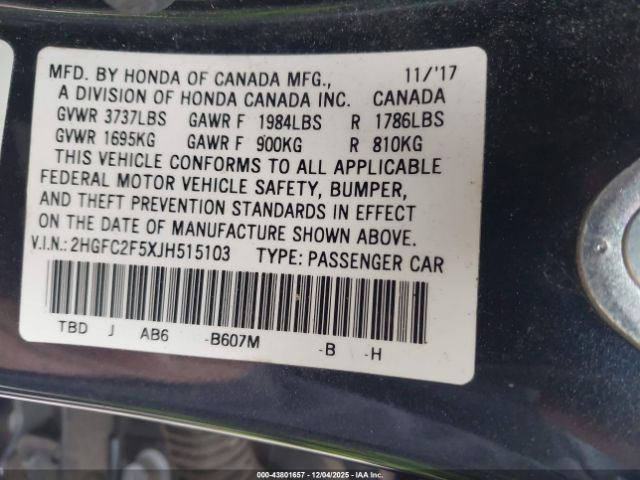 MFD. BY HONDA OF CANADA MFG., 11/'17
A DIVISION OF HONDA CANADA INC. CANADA
GVWR 3737LBS GAWR F 1984LBS R 1786LBS
GVWR 1695KG GAWR F 900KG R 810KG
THIS VEHICLE CONFORMS TO ALL APPLICABLE
FEDERAL MOTOR VEHICLE SAFETY, BUMPER,
AND THEFT PREVENTION STANDARDS IN EFFECT
ON THE DATE OF MANUFACTURE SHOWN ABOVE.
V.I.N.: 2HGFC2F5XJH515103 TYPE: PASSENGER CAR
TBD J AB6 -B607M -B -H
00-43801657 - 12/04/2025 - IAA Inc.